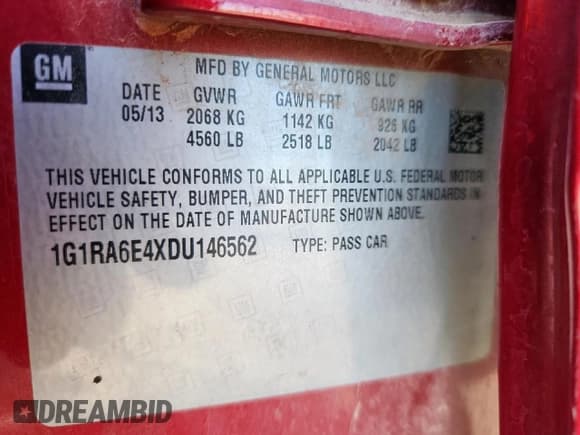 GM
MFD BY GENERAL MOTORS LLC
DATE GVWR GAWR FRT GAWR RR
05/13 2068 KG 1142 KG 926 KG
4560 LB 2518 LB 2042 LB
THIS VEHICLE CONFORMS TO ALL APPLICABLE U.S. FEDERAL MOTOR
VEHICLE SAFETY, BUMPER, AND THEFT PREVENTION STANDARDS IN
EFFECT ON THE DATE OF MANUFACTURE SHOWN ABOVE.
1G1RA6E4XDU146562 TYPE: PASS CAR
DREAMBID